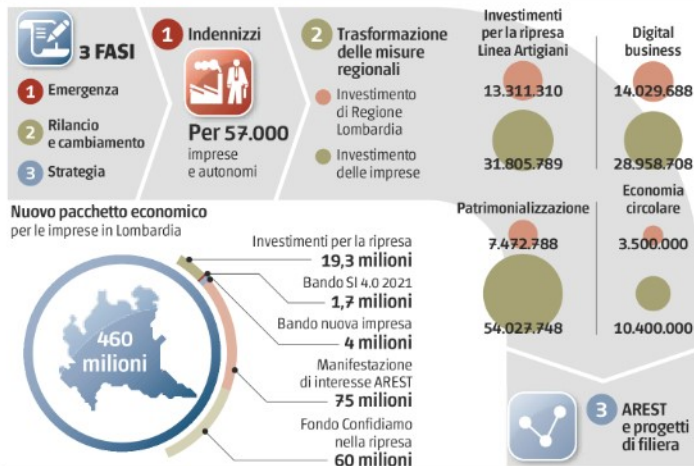 3 FASI
1 Emergenza
2 Rilancio
e cambiamento
3 Strategia
1 Indennizzi
Per 57.000
imprese
e autonomi
2 Trasformazione
delle misure
regionali
Investimento
di Regione
Lombardia
Investimento
delle imprese
Investimenti
per la ripresa
Linea Artigiani
13.311.310
31.805.789
Digital
business
14.029.688
28.958.708
Patrimonializzazione
7.472.788
54.027.748
Economia
circolare
3.500.000
10.400.000
3 AREST
e progetti
di filiera
Nuovo pacchetto economico
per le imprese in Lombardia
460
milioni
Investimenti per la ripresa
19,3 milioni
Bando SI 4.0 2021
1,7 milioni
Bando nuova impresa
4 milioni
Manifestazione
di interesse AREST
75 milioni
Fondo Confidiamo
nella ripresa
60 milioni